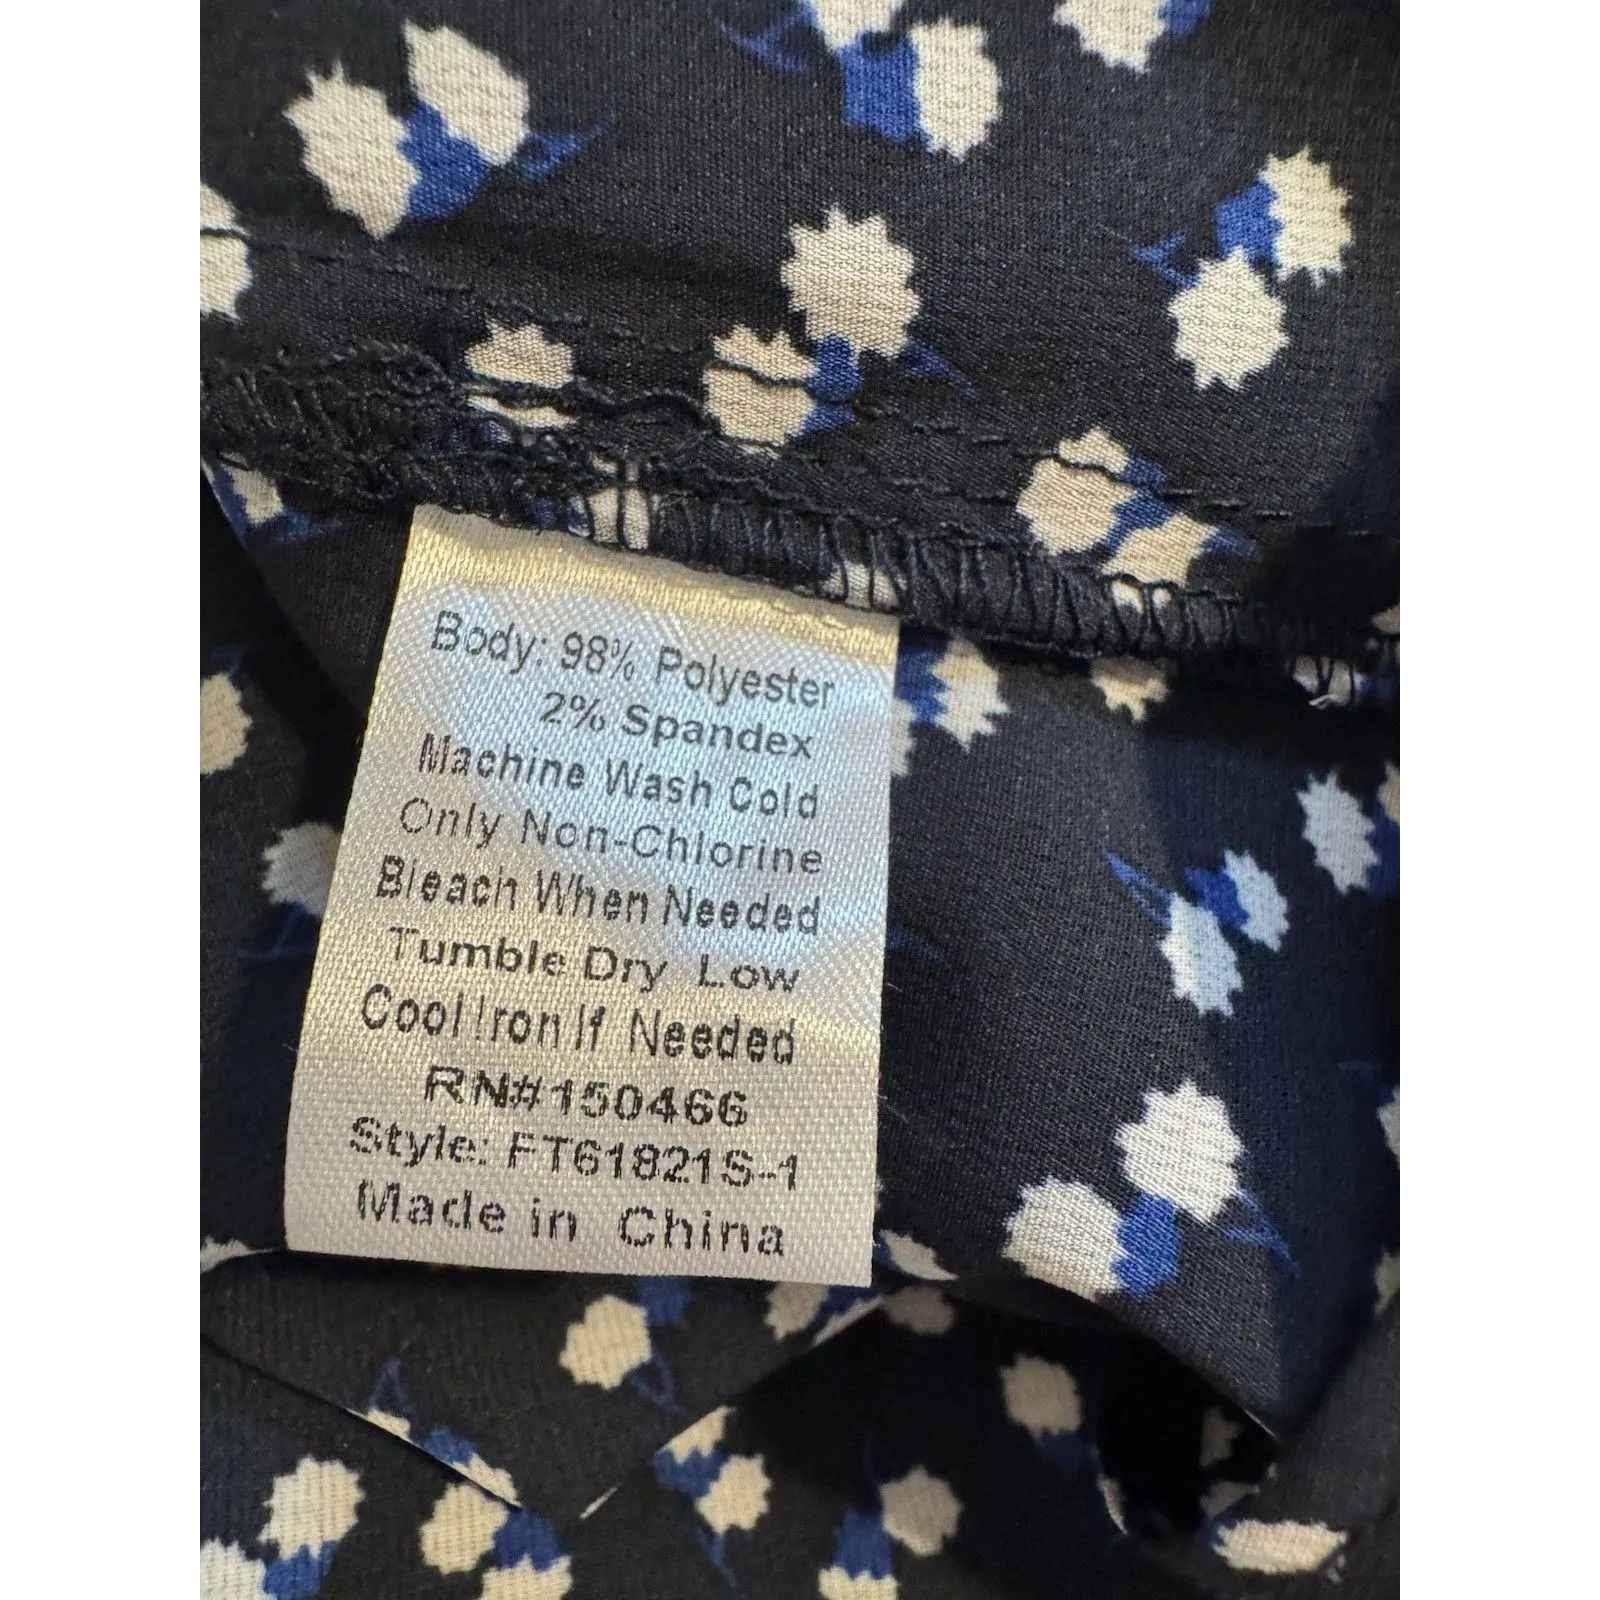 Body: 98% Polyester
2% Spandex
Machine Wash Cold
Only Non-Chlorine
Bleach When Needed
Tumble Dry Low
Cool Iron If Needed
RN#150466
Style: FT61821S-1
Made in China